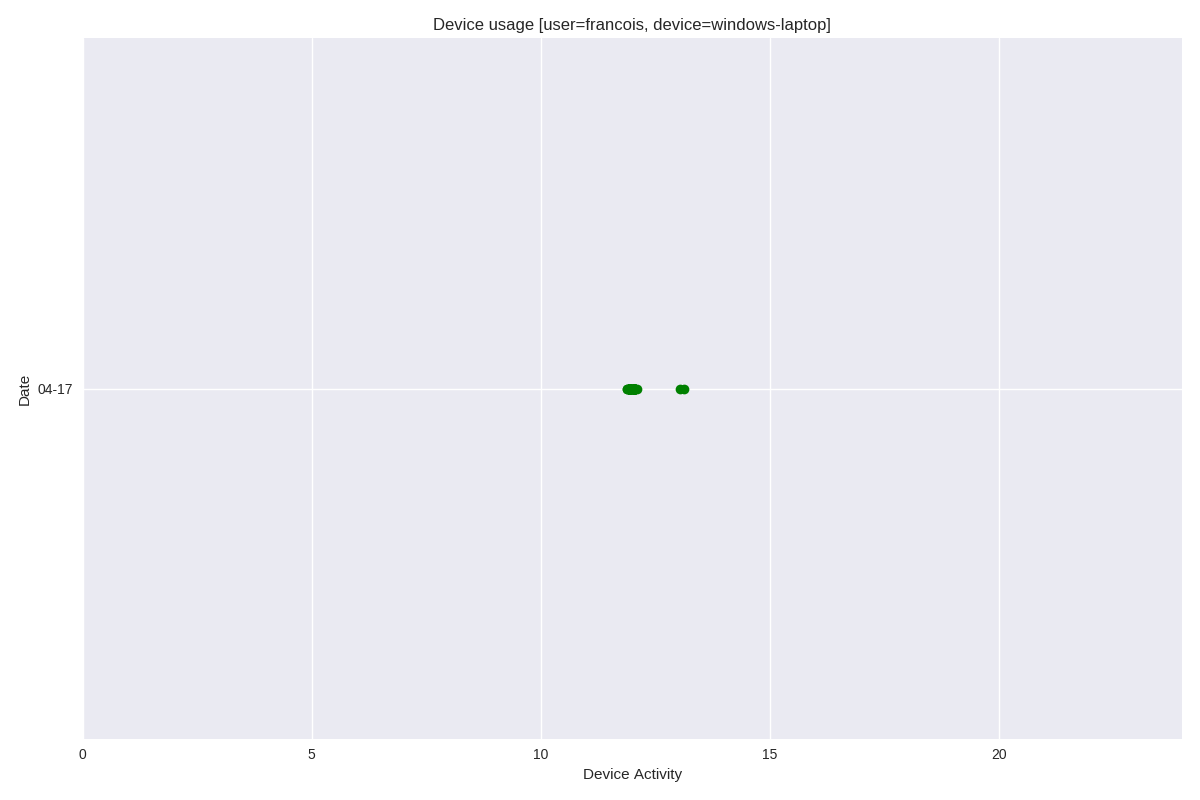 Device usage [user=francois, device=windows-laptop]
Date
04-17
0 5 10 15 20
Device Activity